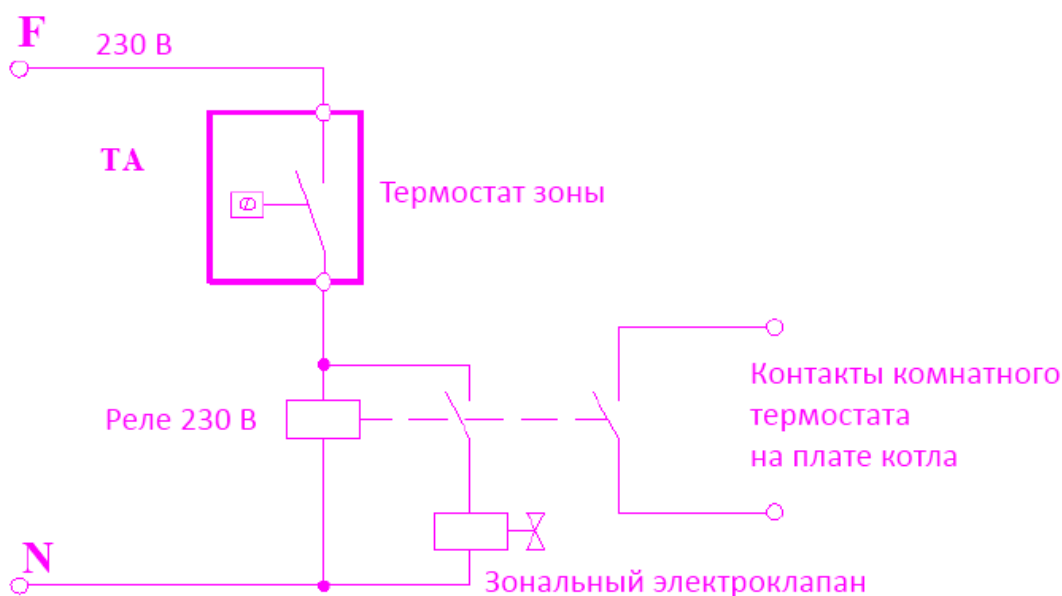 F
230 В
TA
Термостат зоны
Реле 230 В
Контакты комнатного
термостата
на плате котла
N
Зональный электроклапан